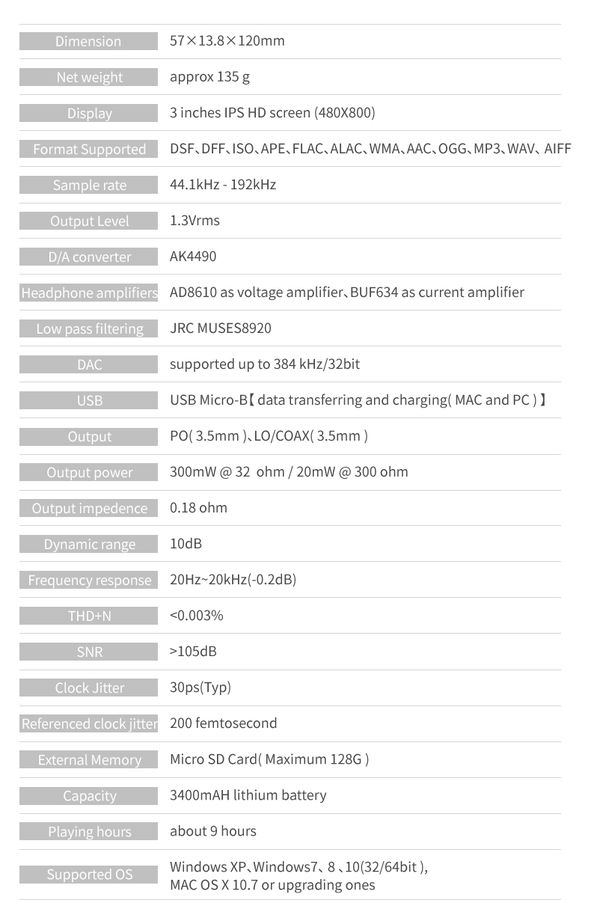 Dimension 57×13.8×120mm
Net weight approx 135 g
Display 3 inches IPS HD screen (480X800)
Format Supported DSF、DFF、ISO、APE、FLAC、ALAC、WMA、AAC、OGG、MP3、WAV、 AIFF
Sample rate 44.1kHz - 192kHz
Output Level 1.3Vrms
D/A converter AK4490
Headphone amplifiers AD8610 as voltage amplifier、BUF634 as current amplifier
Low pass filtering JRC MUSES8920
DAC supported up to 384 kHz/32bit
USB USB Micro-B【 data transferring and charging( MAC and PC ) 】
Output PO( 3.5mm )、LO/COAX( 3.5mm )
Output power 300mW @ 32 ohm / 20mW @ 300 ohm
Output impedence 0.18 ohm
Dynamic range 10dB
Frequency response 20Hz~20kHz(-0.2dB)
THD+N <0.003%
SNR >105dB
Clock Jitter 30ps(Typ)
Referenced clock jitter 200 femtosecond
External Memory Micro SD Card( Maximum 128G )
Capacity 3400mAH lithium battery
Playing hours about 9 hours
Supported OS Windows XP、Windows7、 8 、10(32/64bit ),
MAC OS X 10.7 or upgrading ones